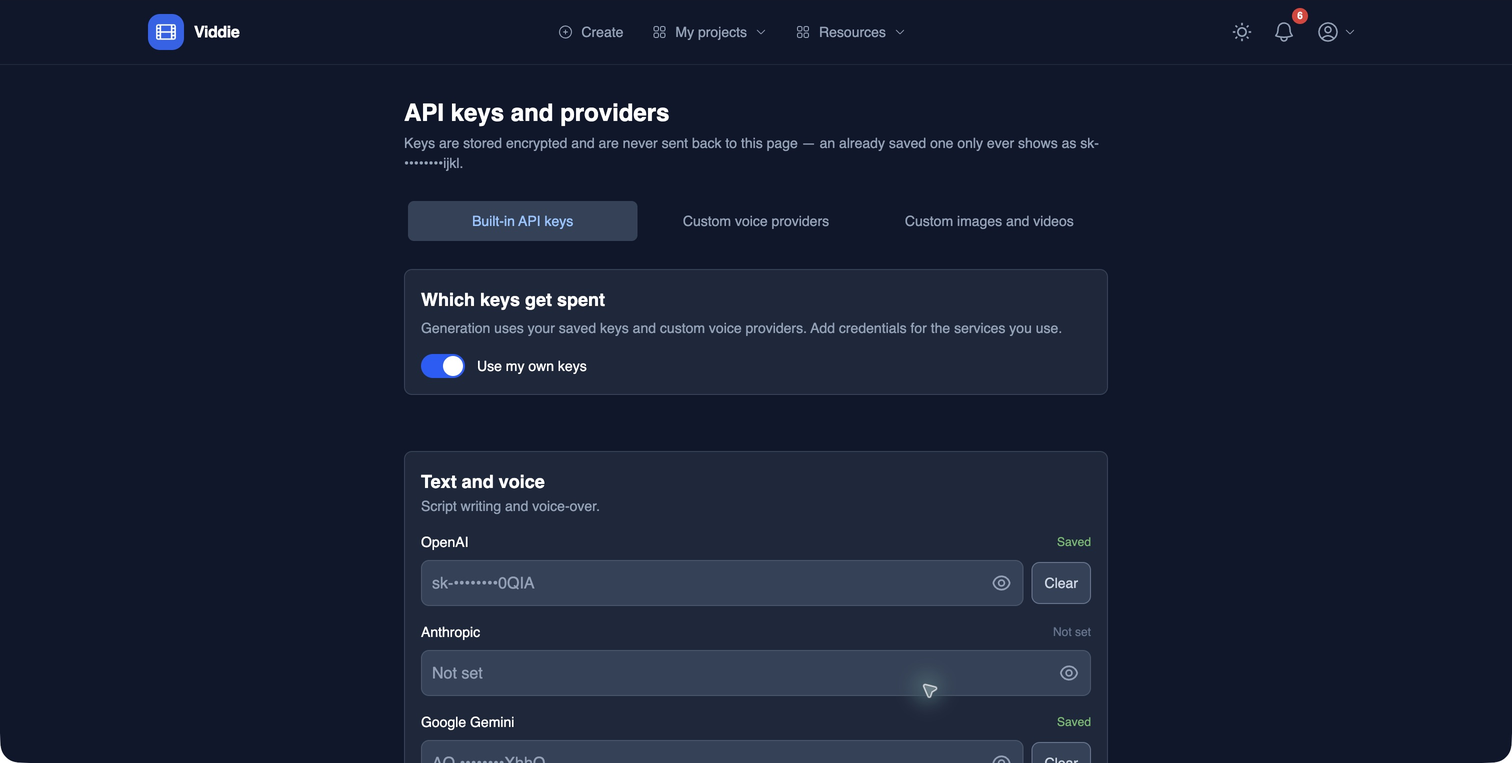 Viddie
Create
My projects
Resources
6
API keys and providers
Keys are stored encrypted and are never sent back to this page — an already saved one only ever shows as sk-
••••••••ijkl.
Built-in API keys
Custom voice providers
Custom images and videos
Which keys get spent
Generation uses your saved keys and custom voice providers. Add credentials for the services you use.
Use my own keys
Text and voice
Script writing and voice-over.
OpenAI
Saved
sk-••••••••0QIA
Clear
Anthropic
Not set
Not set
Google Gemini
Saved
Clear